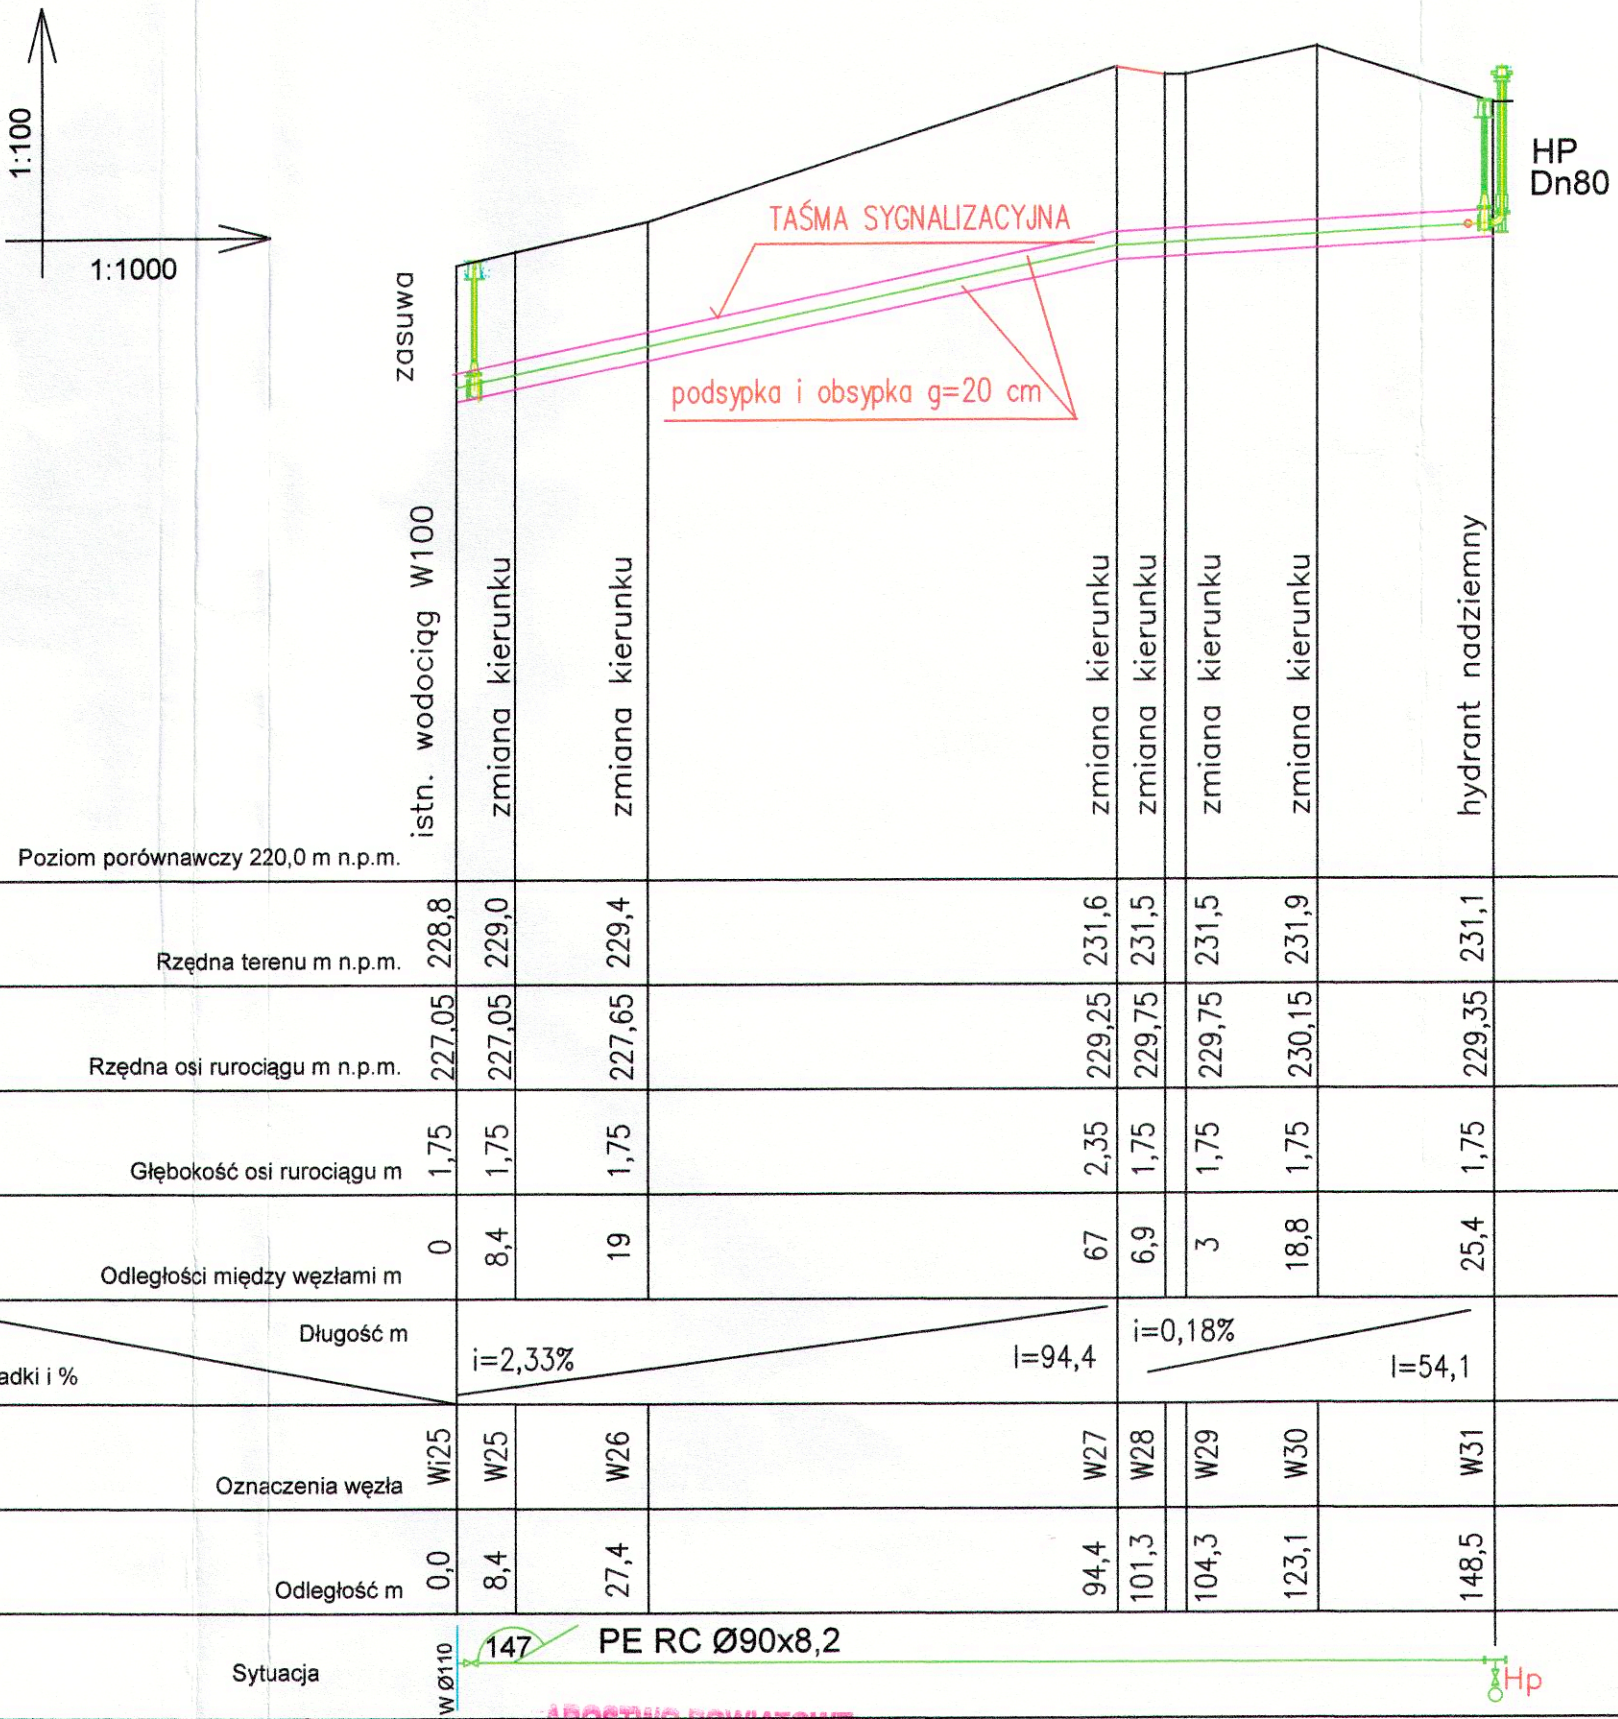 1:100
1:1000
HP
Dn80
TAŚMA SYGNALIZACYJNA
podsypka i obsypka g=20 cm
zasuwa
istn. wodociąg W100
zmiana kierunku
zmiana kierunku
zmiana kierunku
zmiana kierunku
zmiana kierunku
zmiana kierunku
hydrant nadziemny
Poziom porównawczy 220,0 m n.p.m.
Rzędna terenu m n.p.m. 228,8 229,0 229,4 231,6 231,5 231,5 231,9 231,1
Rzędna osi rurociągu m n.p.m. 227,05 227,05 227,65 229,25 229,75 229,75 230,15 229,35
Głębokość osi rurociągu m 1,75 1,75 1,75 2,35 1,75 1,75 1,75 1,75
Odległości między węzłami m 0 8,4 19 67 6,9 3 18,8 25,4
Długość m
adki i %
i=2,33% l=94,4 i=0,18% l=54,1
Oznaczenia węzła Wi25 W25 W26 W27 W28 W29 W30 W31
Odległość m 0,0 8,4 27,4 94,4 101,3 104,3 123,1 148,5
Sytuacja W Ø110 147 PE RC Ø90x8,2 Hp